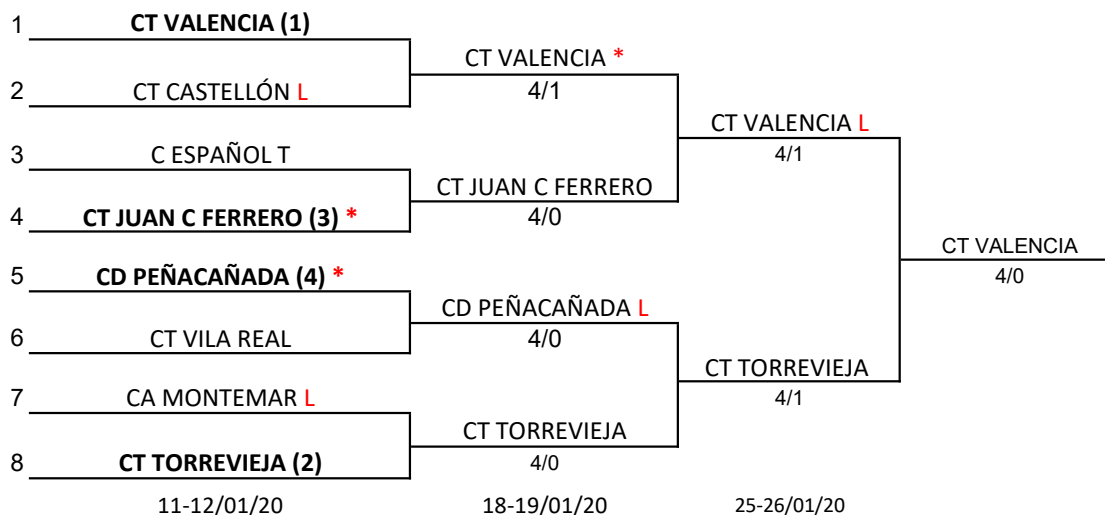 1 CT VALENCIA (1)
2 CT CASTELLÓN L
3 C ESPAÑOL T
4 CT JUAN C FERRERO (3) *
5 CD PEÑACAÑADA (4) *
6 CT VILA REAL
7 CA MONTEMAR L
8 CT TORREVIEJA (2)
11-12/01/20
CT VALENCIA *
4/1
CT JUAN C FERRERO
4/0
CD PEÑACAÑADA L
4/0
CT TORREVIEJA
4/0
18-19/01/20
CT VALENCIA L
4/1
CT TORREVIEJA
4/1
25-26/01/20
CT VALENCIA
4/0